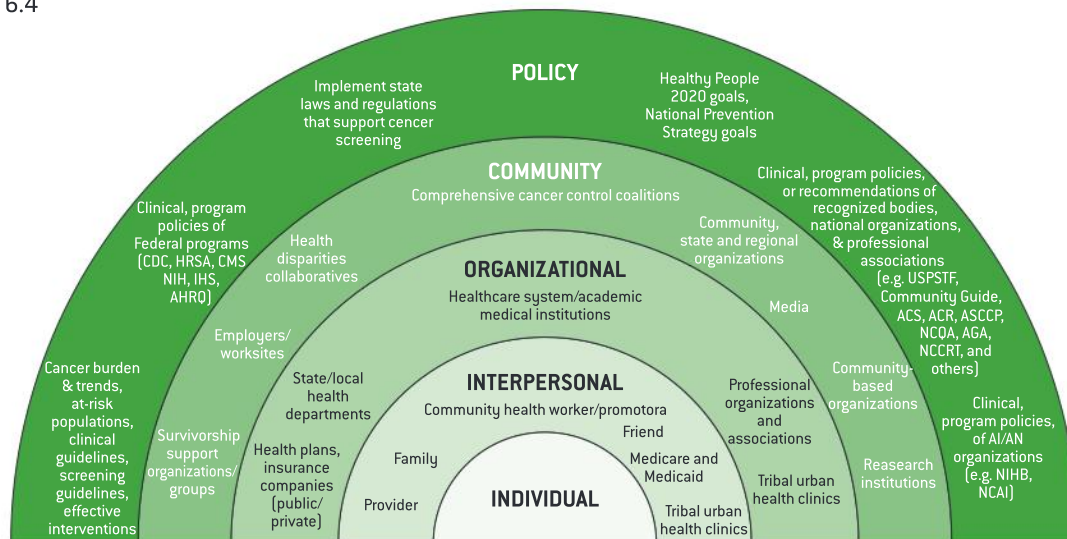 6.4
POLICY
Implement state
laws and regulations
that support cencer
screening
Healthy People
2020 goals,
National Prevention
Strategy goals
Clinical, program
policies of
Federal programs
(CDC, HRSA, CMS
NIH, IHS,
AHRQ)
Clinical, program policies,
or recommendations of
recognized bodies,
national organizations,
& professional
associations
(e.g. USPSTF,
Community Guide,
ACS, ACR, ASCCP,
NCQA, AGA,
NCCRT, and
others)
Cancer burden
& trends,
at-risk
populations,
clinical
guidelines,
screening
guidelines,
effective
interventions
Clinical,
program policies,
of AI/AN
organizations
(e.g. NIHB,
NCAI)
COMMUNITY
Comprehensive cancer control coalitions
Health
disparities
collaboratives
Community,
state and regional
organizations
Employers/
worksites
Media
Survivorship
support
organizations/
groups
Community-
based
organizations
Reasearch
institutions
ORGANIZATIONAL
Healthcare system/academic
medical institutions
State/local
health
departments
Professional
organizations
and
associations
Health plans,
insurance
companies
(public/
private)
Tribal urban
health clinics
INTERPERSONAL
Community health worker/promotora
Friend
Family
Medicare and
Medicaid
Provider
Tribal urban
health clinics
INDIVIDUAL